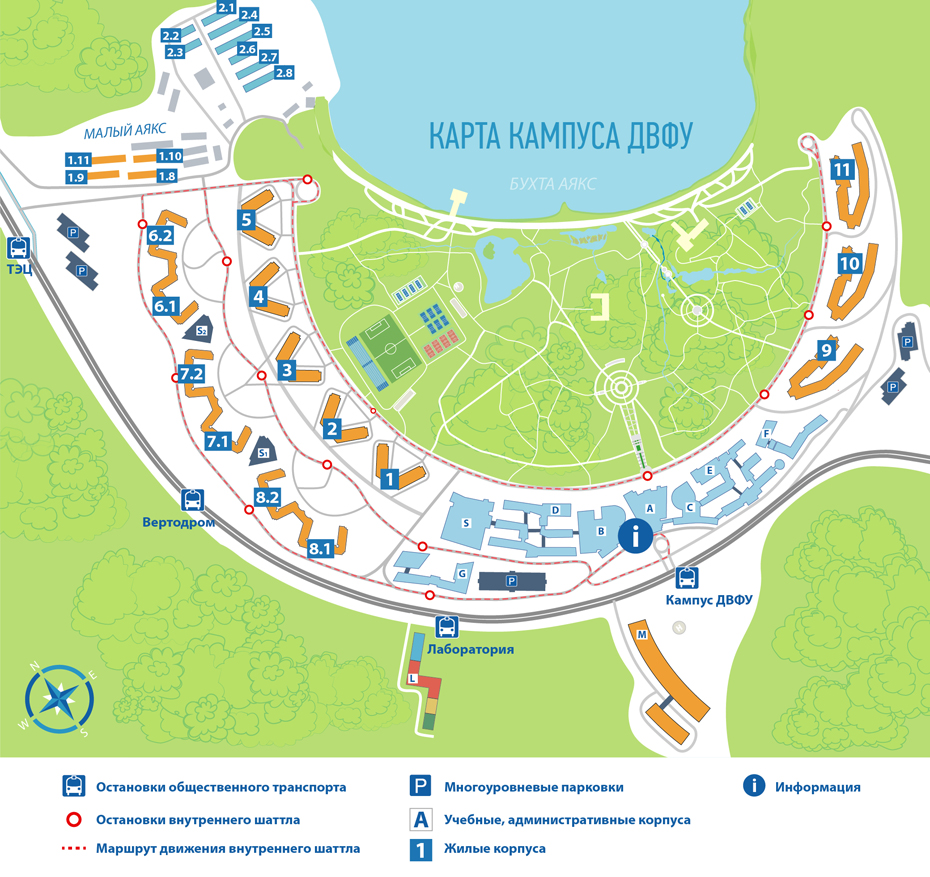 2.1
2.4
2.2
2.5
2.3
2.6
2.7
2.8
МАЛЫЙ АЯКС
КАРТА КАМПУСА ДВФУ
БУХТА АЯКС
1.11
1.10
1.9
1.8
11
5
6.2
P
ТЭЦ
P
10
4
6.1
S₂
9
P
3
7.2
P
2
7.1
S₁
F
E
1
8.2
Вертодром
S
D
A
C
B
i
8.1
G
P
Кампус ДВФУ
Лаборатория
M
H
L
N
E
W
S
Остановки общественного транспорта
P Многоуровневые парковки
i Информация
Остановки внутреннего шаттла
A Учебные, административные корпуса
Маршрут движения внутреннего шаттла
1 Жилые корпуса